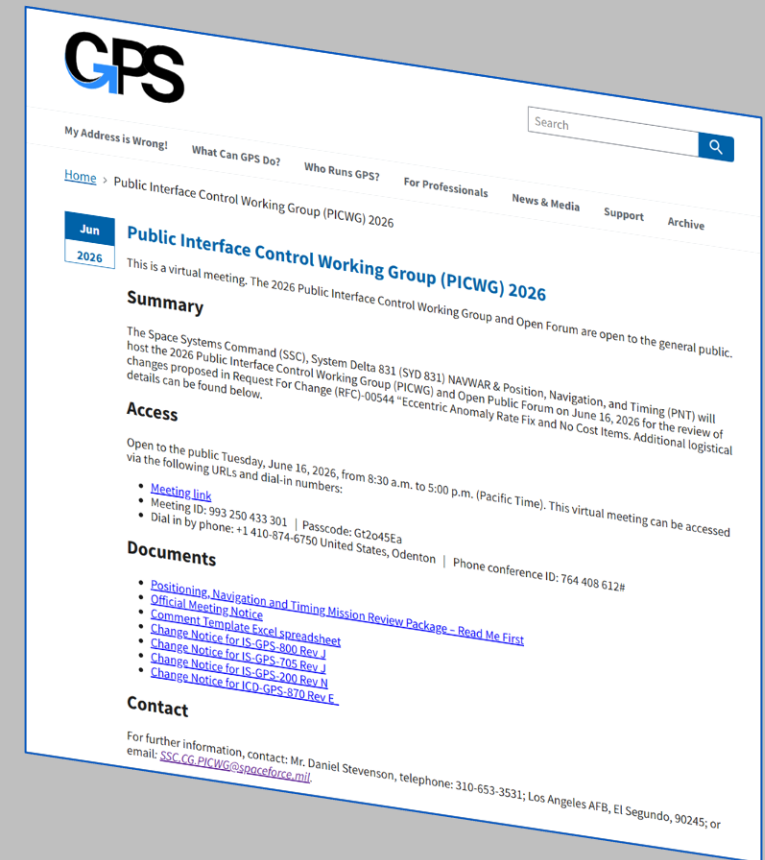 GPS
Search
My Address is Wrong! What Can GPS Do? Who Runs GPS? For Professionals News & Media Support Archive
Home > Public Interface Control Working Group (PICWG) 2026
Jun
2026
Public Interface Control Working Group (PICWG) 2026
This is a virtual meeting. The 2026 Public Interface Control Working Group and Open Forum are open to the general public.
Summary
The Space Systems Command (SSC), System Delta 831 (SYD 831) NAVWAR & Position, Navigation, and Timing (PNT) will
host the 2026 Public Interface Control Working Group (PICWG) and Open Public Forum on June 16, 2026 for the review of
changes proposed in Request For Change (RFC)-00544 "Eccentric Anomaly Rate Fix and No Cost Items. Additional logistical
details can be found below.
Access
Open to the public Tuesday, June 16, 2026, from 8:30 a.m. to 5:00 p.m. (Pacific Time). This virtual meeting can be accessed
via the following URLs and dial-in numbers:
• Meeting link
• Meeting ID: 993 250 433 301 | Passcode: Gt2o45Ea
• Dial in by phone: +1 410-874-6750 United States, Odenton | Phone conference ID: 764 408 612#
Documents
• Positioning, Navigation and Timing Mission Review Package – Read Me First
• Official Meeting Notice
• Comment Template Excel spreadsheet
• Change Notice for IS-GPS-800 Rev J
• Change Notice for IS-GPS-705 Rev J
• Change Notice for IS-GPS-200 Rev N
• Change Notice for ICD-GPS-870 Rev E
Contact
For further information, contact: Mr. Daniel Stevenson, telephone: 310-653-3531; Los Angeles AFB, El Segundo, 90245; or
email: SSC.CG.PICWG@spaceforce.mil.